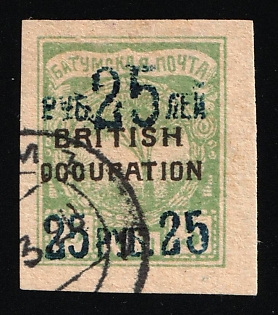 БАТУМСКАЯ ПОЧТА
РУБ. 25 ЛЕЙ
BRITISH
OCCUPATION
25 РУБ. 25